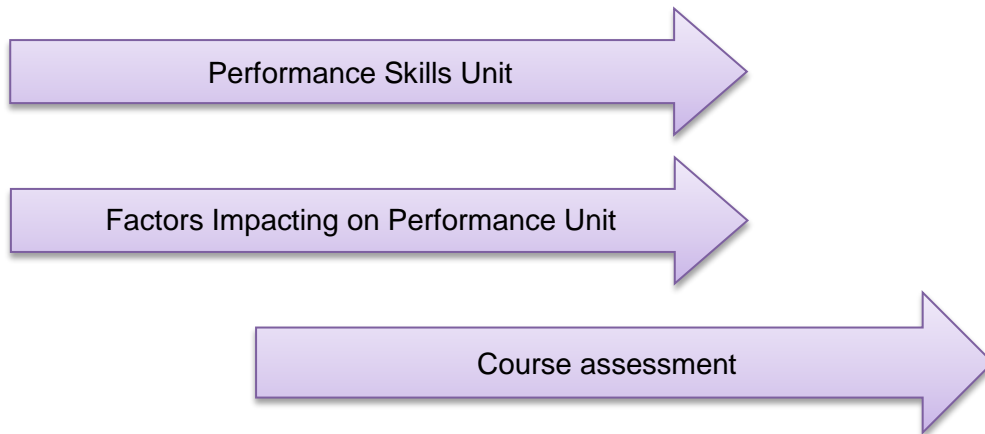 Performance Skills Unit
Factors Impacting on Performance Unit
Course assessment